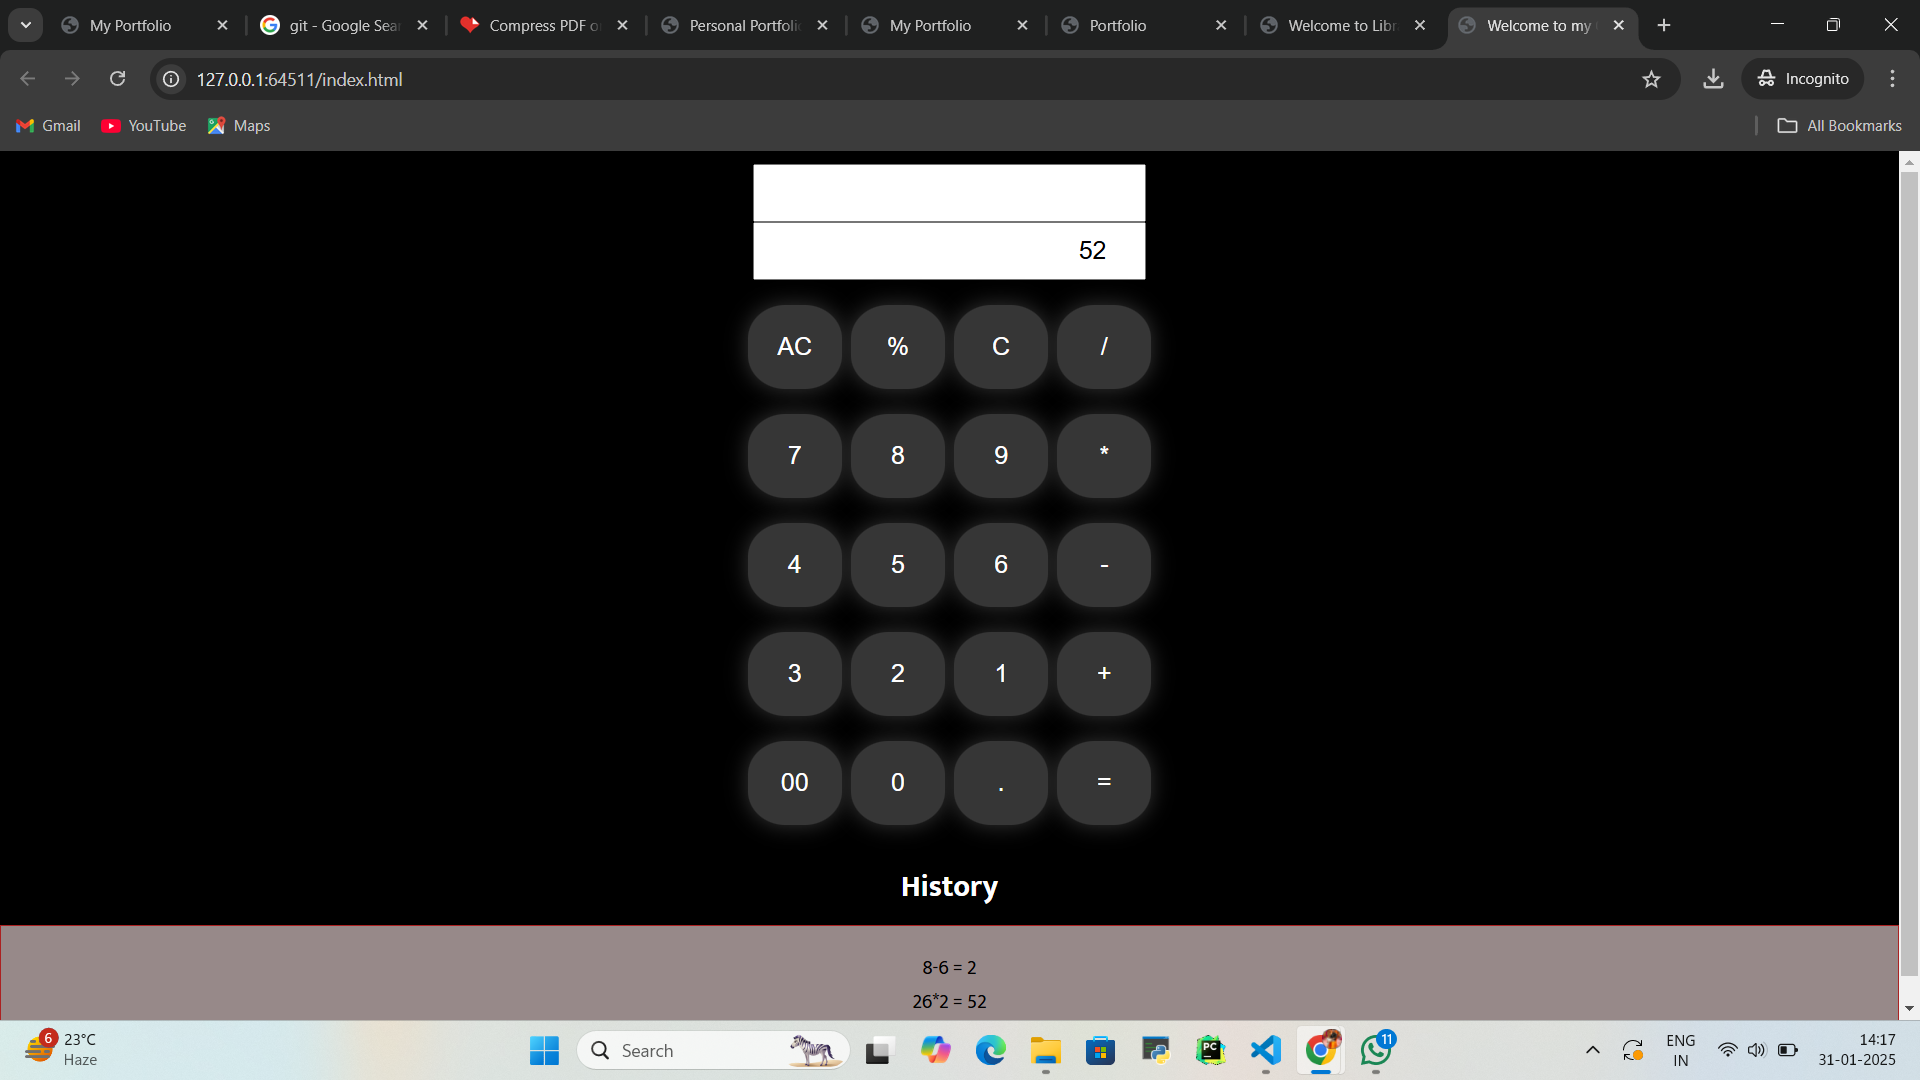 My Portfolio
git - Google Sear
Compress PDF o
Personal Portfolio
My Portfolio
Portfolio
Welcome to Libr
Welcome to my
127.0.0.1:64511/index.html
Incognito
Gmail YouTube Maps
All Bookmarks
52
AC % C /
7 8 9 *
4 5 6 -
3 2 1 +
00 0 . =
History
8-6 = 2
26*2 = 52
6
23°C
Haze
Search
PC
11
ENG
IN
14:17
31-01-2025